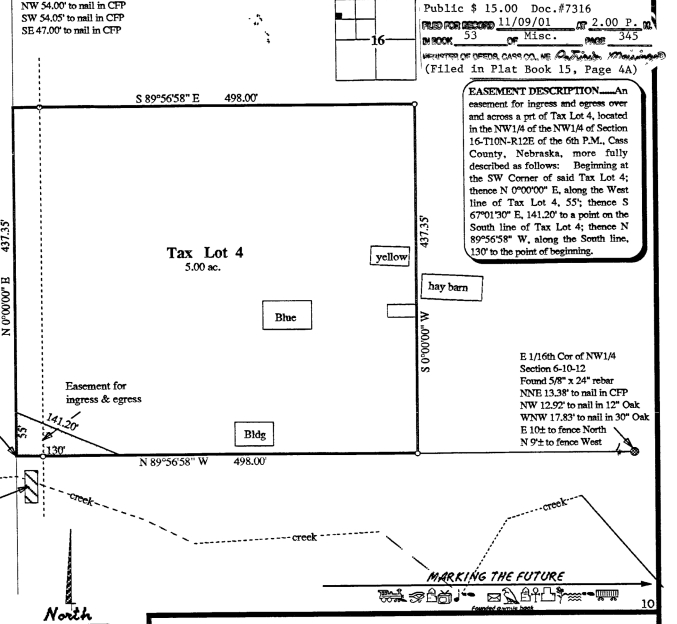 NW 54.00' to nail in CFP
SW 54.05' to nail in CFP
SE 47.00' to nail in CFP
16
Public $ 15.00 Doc.#7316
FILED FOR RECORD 11/09/01 AT 2.00 P. M.
IN BOOK 53 OF Misc. PAGE 345
REGISTER OF DEEDS, CASS CO., NE
(Filed in Plat Book 15, Page 4A)
EASEMENT DESCRIPTION.....An
easement for ingress and egress over
and across a prt of Tax Lot 4, located
in the NW1/4 of the NW1/4 of Section
16-T10N-R12E of the 6th P.M., Cass
County, Nebraska, more fully
described as follows: Beginning at
the SW Corner of said Tax Lot 4;
thence N 0°00'00" E, along the West
line of Tax Lot 4, 55'; thence S
67°01'30" E, 141.20' to a point on the
South line of Tax Lot 4; thence N
89°56'58" W, along the South line,
130' to the point of beginning.
S 89°56'58" E 498.00'
N 0°00'00" E 437.35'
437.35'
S 0°00'00" W
Tax Lot 4
5.00 ac.
yellow
hay barn
Blue
Bldg
Easement for
ingress & egress
141.20'
55'
130'
N 89°56'58" W 498.00'
E 1/16th Cor of NW1/4
Section 6-10-12
Found 5/8" x 24" rebar
NNE 13.38' to nail in CFP
NW 12.92' to nail in 12" Oak
WNW 17.83' to nail in 30" Oak
E 10± to fence North
N 9'± to fence West
creek
creek
creek
MARKING THE FUTURE
10
North